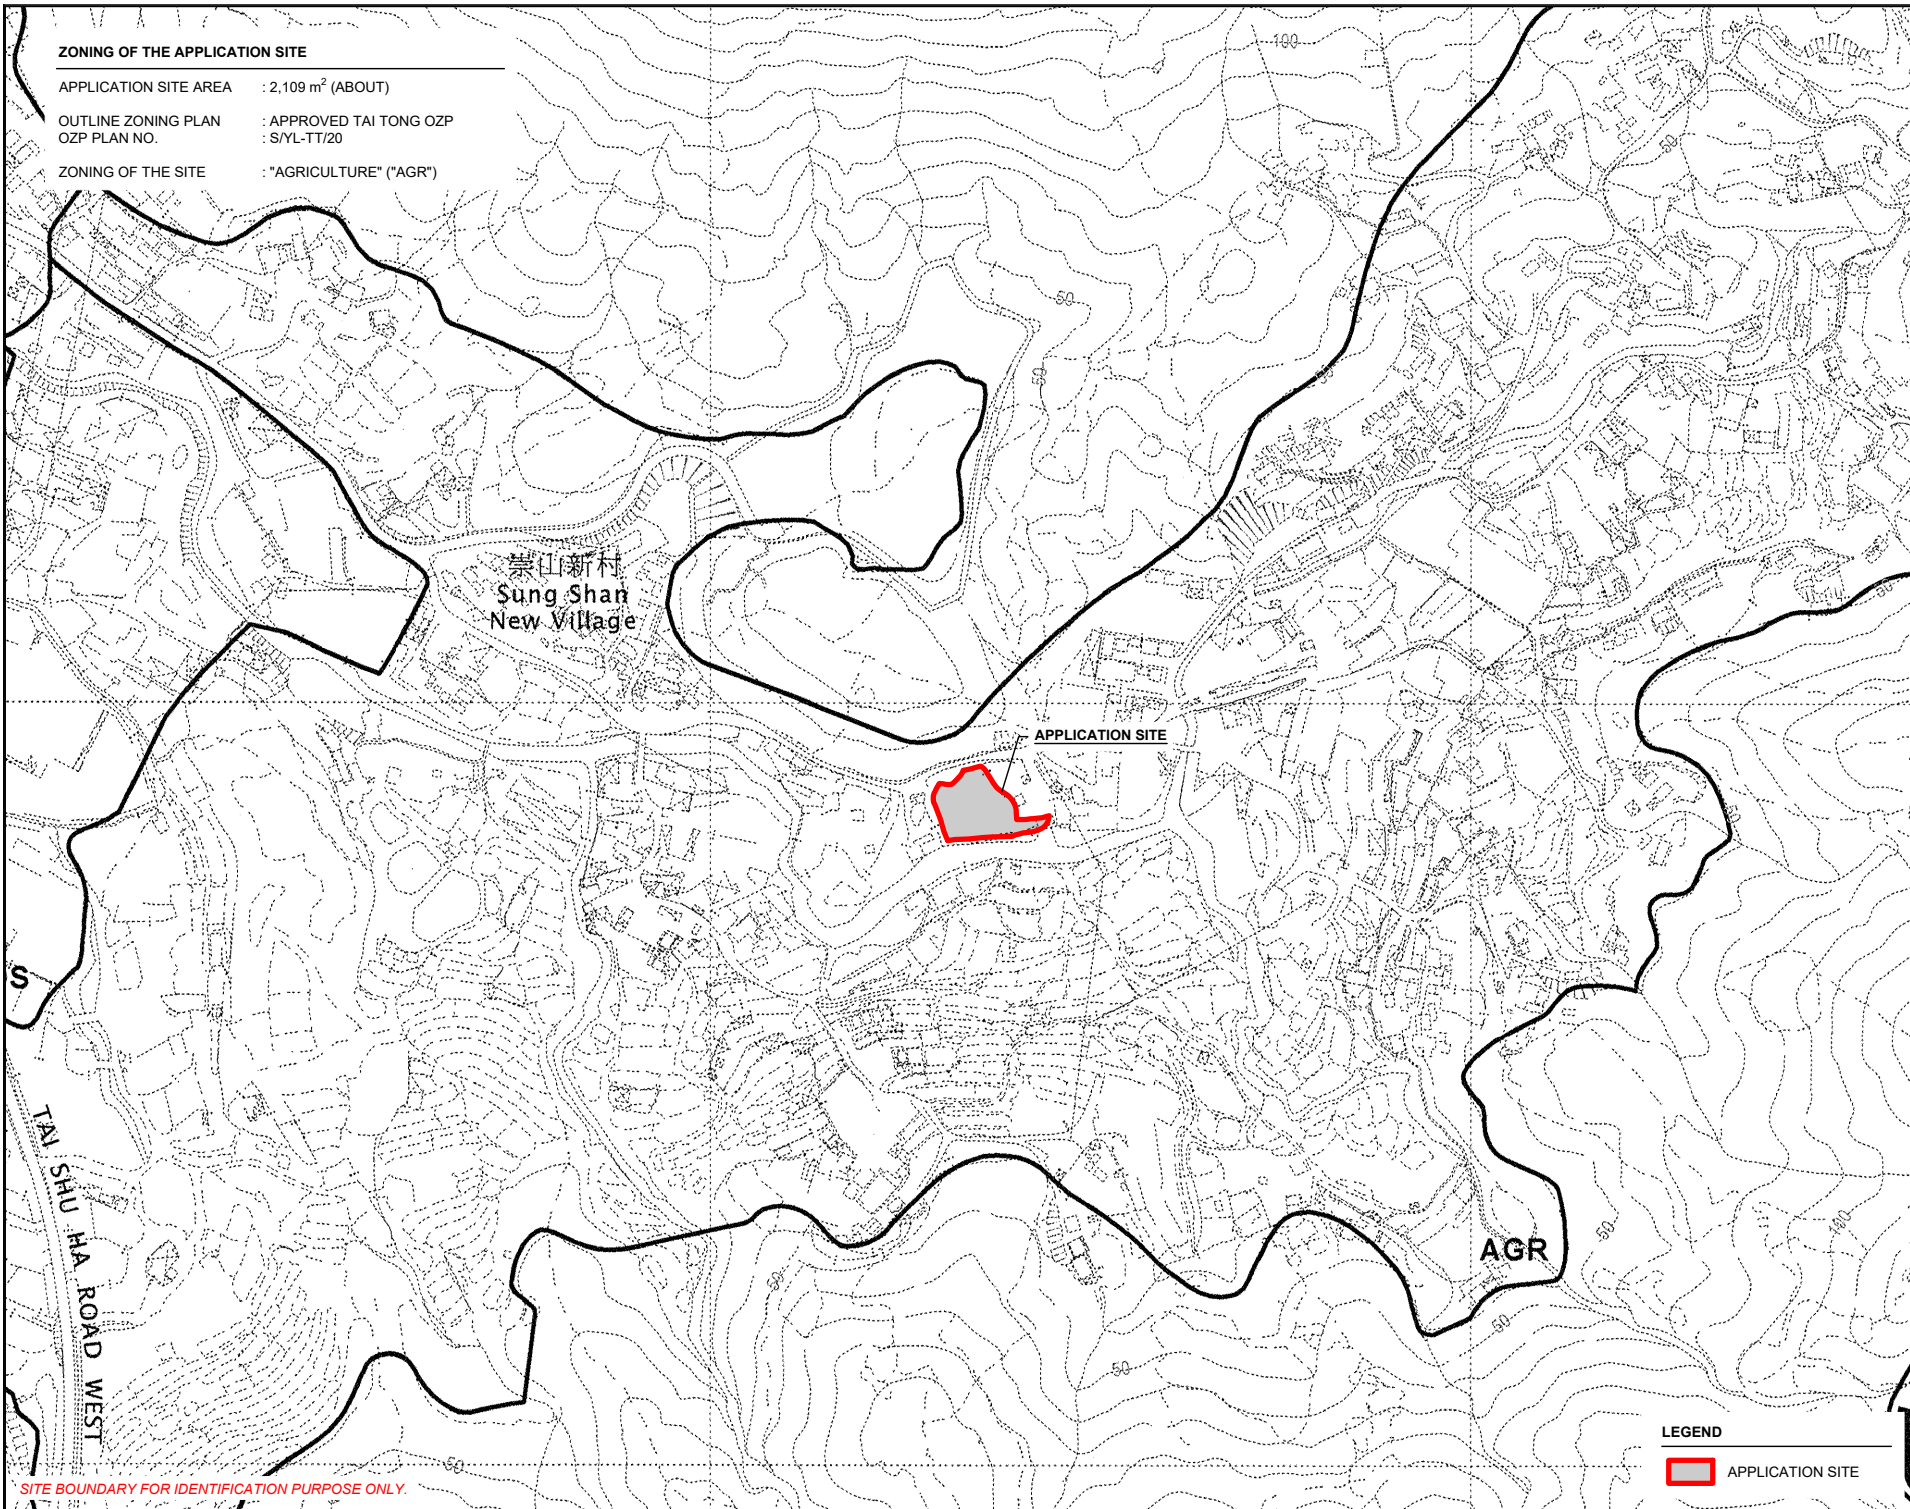 ZONING OF THE APPLICATION SITE
APPLICATION SITE AREA : 2,109 m² (ABOUT)
OUTLINE ZONING PLAN : APPROVED TAI TONG OZP
OZP PLAN NO. : S/YL-TT/20
ZONING OF THE SITE : "AGRICULTURE" ("AGR")
100
50
50
50
50
崇山新村
Sung Shan
New Village
APPLICATION SITE
S
TAI SHU HA ROAD WEST
AGR
50
100
50
50
50
50
LEGEND
APPLICATION SITE
SITE BOUNDARY FOR IDENTIFICATION PURPOSE ONLY.